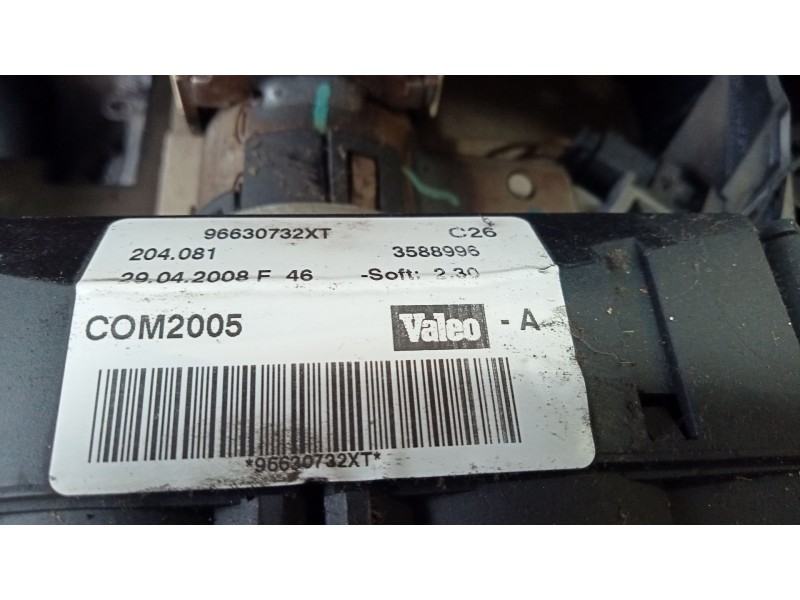 96630732XT C26
204.081 3588996
29.04.2008 F 46 -Soft: 2.30
COM2005 Valeo - A
*96630732XT*